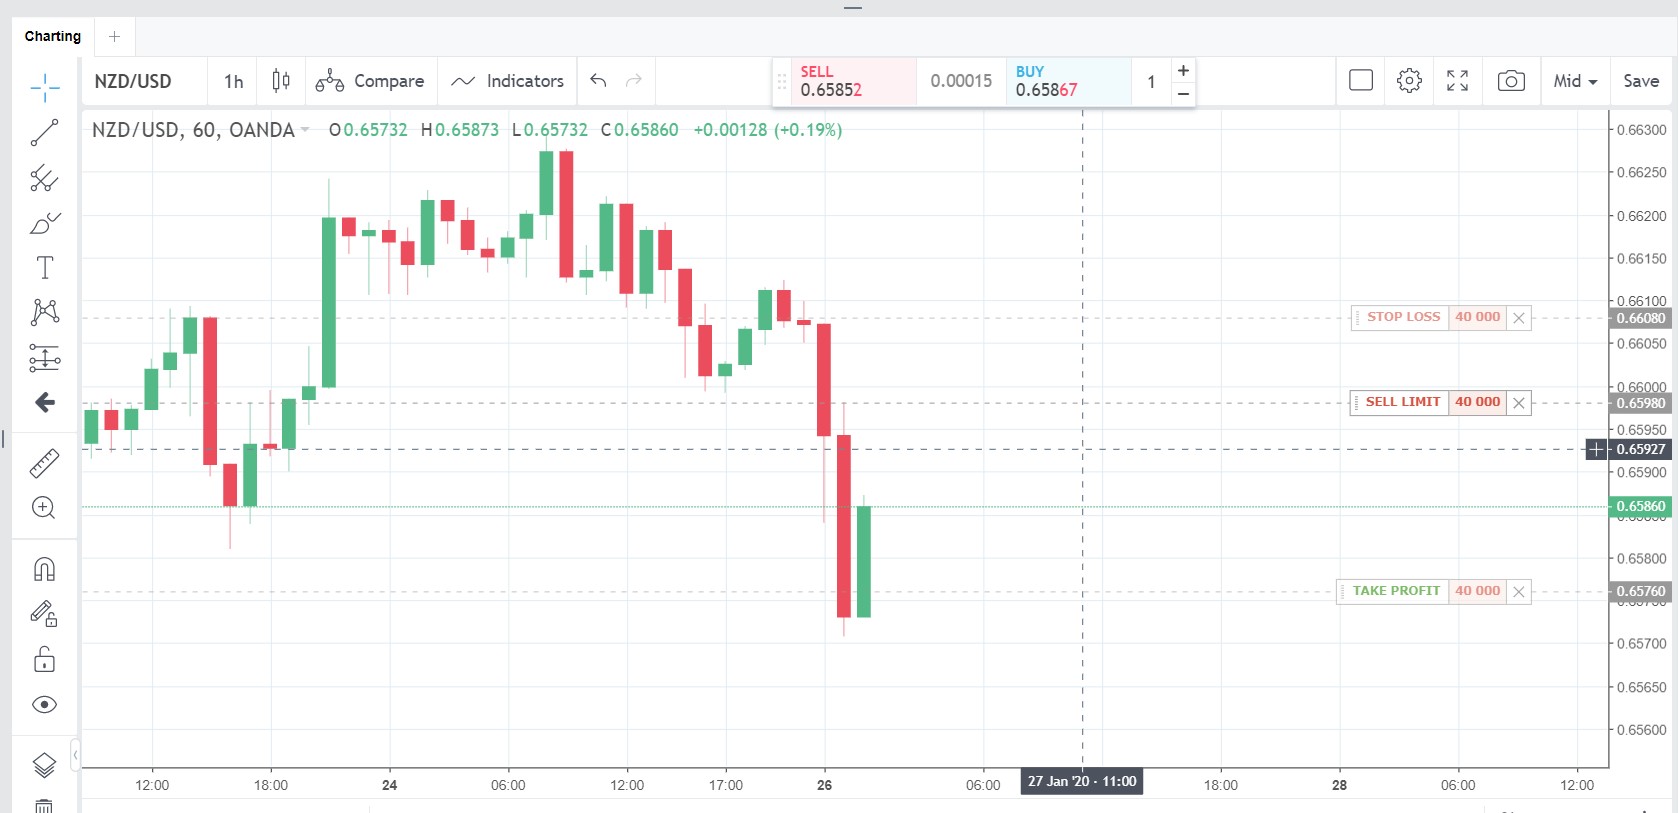 Charting +
NZD/USD 1h Compare Indicators
SELL
0.65852
0.00015
BUY
0.65867
1
Mid Save
NZD/USD, 60, OANDA O0.65732 H0.65873 L0.65732 C0.65860 +0.00128 (+0.19%)
0.66300
0.66250
0.66200
0.66150
0.66100
STOP LOSS 40 000 0.66080
0.66050
0.66000
SELL LIMIT 40 000 0.65980
0.65950
0.65927
0.65900
0.65860
0.65800
TAKE PROFIT 40 000 0.65760
0.65700
0.65650
0.65600
12:00 18:00 24 06:00 12:00 17:00 26 06:00 27 Jan '20 - 11:00 18:00 28 06:00 12:00